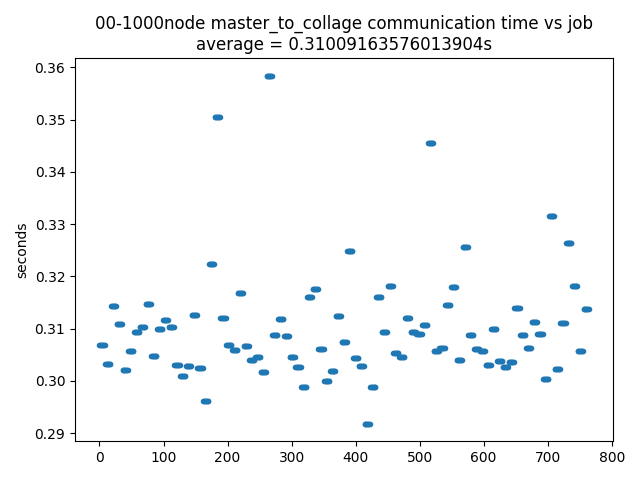 00-1000node master_to_collage communication time vs job
average = 0.31009163576013904s
0.36
0.35
0.34
0.33
0.32
0.31
0.30
0.29
seconds
0 100 200 300 400 500 600 700 800